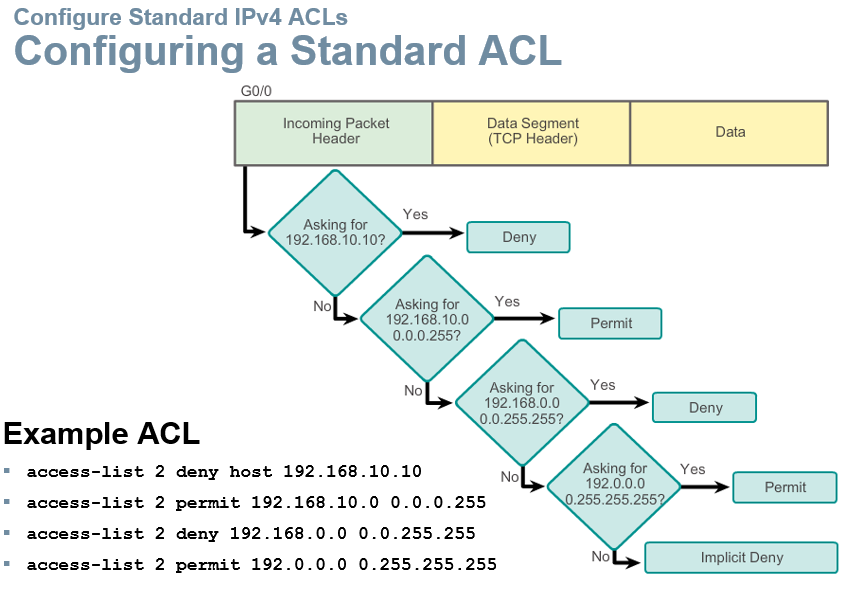 Configure Standard IPv4 ACLs
Configuring a Standard ACL
G0/0
Incoming Packet
Header
Data Segment
(TCP Header)
Data
Asking for
192.168.10.10?
Yes
Deny
No
Asking for
192.168.10.0
0.0.0.255?
Yes
Permit
No
Asking for
192.168.0.0
0.0.255.255?
Yes
Deny
No
Asking for
192.0.0.0
0.255.255.255?
Yes
Permit
No
Implicit Deny
Example ACL
access-list 2 deny host 192.168.10.10
access-list 2 permit 192.168.10.0 0.0.0.255
access-list 2 deny 192.168.0.0 0.0.255.255
access-list 2 permit 192.0.0.0 0.255.255.255